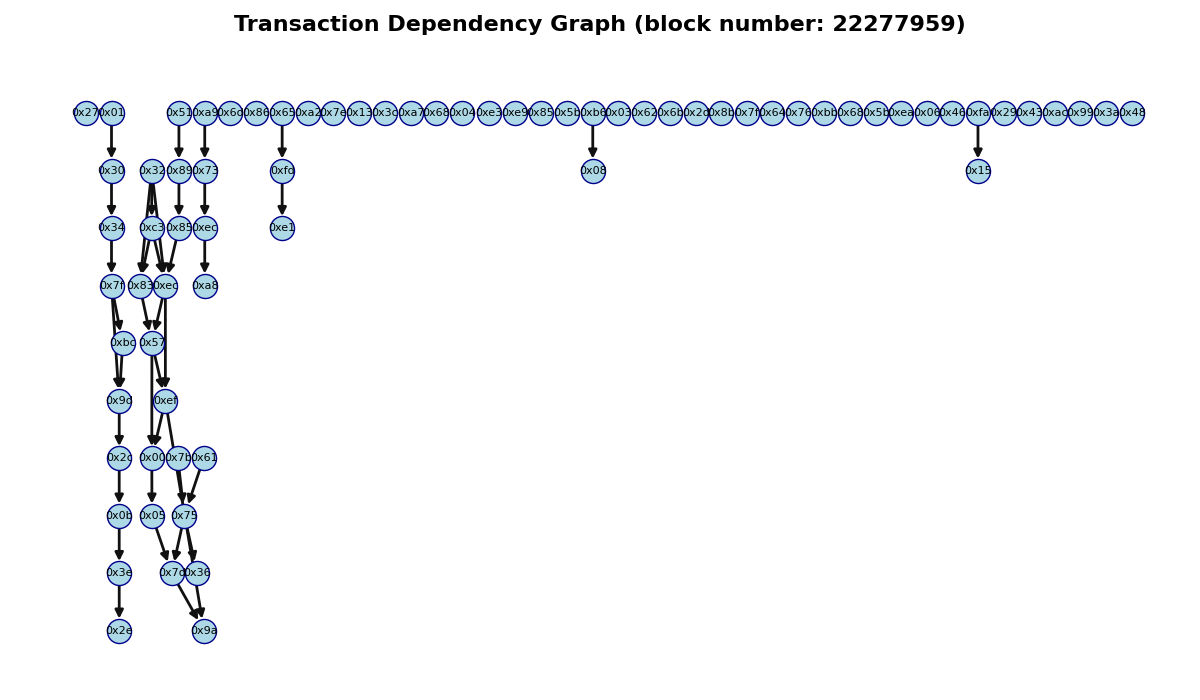 Transaction Dependency Graph (block number: 22277959)
0x27 0x01 0x51 0xa9 0x6d 0x86 0x65 0xa2 0x7e 0x13 0x3c 0xa7 0x68 0x04 0xe3 0xe9 0x85 0x5b 0xb6 0x03 0x62 0x6b 0x2d 0x8b 0x7f 0x64 0x76 0xbb 0x68 0x5b 0xea 0x06 0x46 0xfa 0x29 0x43 0xac 0x99 0x3a 0x48
0x30 0x32 0x89 0x73 0xfd 0x08 0x15
0x34 0xc3 0x85 0xec 0xe1
0x7f 0x83 0xec 0xa8
0xbc 0x57
0x9d 0xef
0x2c 0x00 0x7b 0x61
0x0b 0x05 0x75
0x3e 0x7d 0x36
0x2e 0x9a